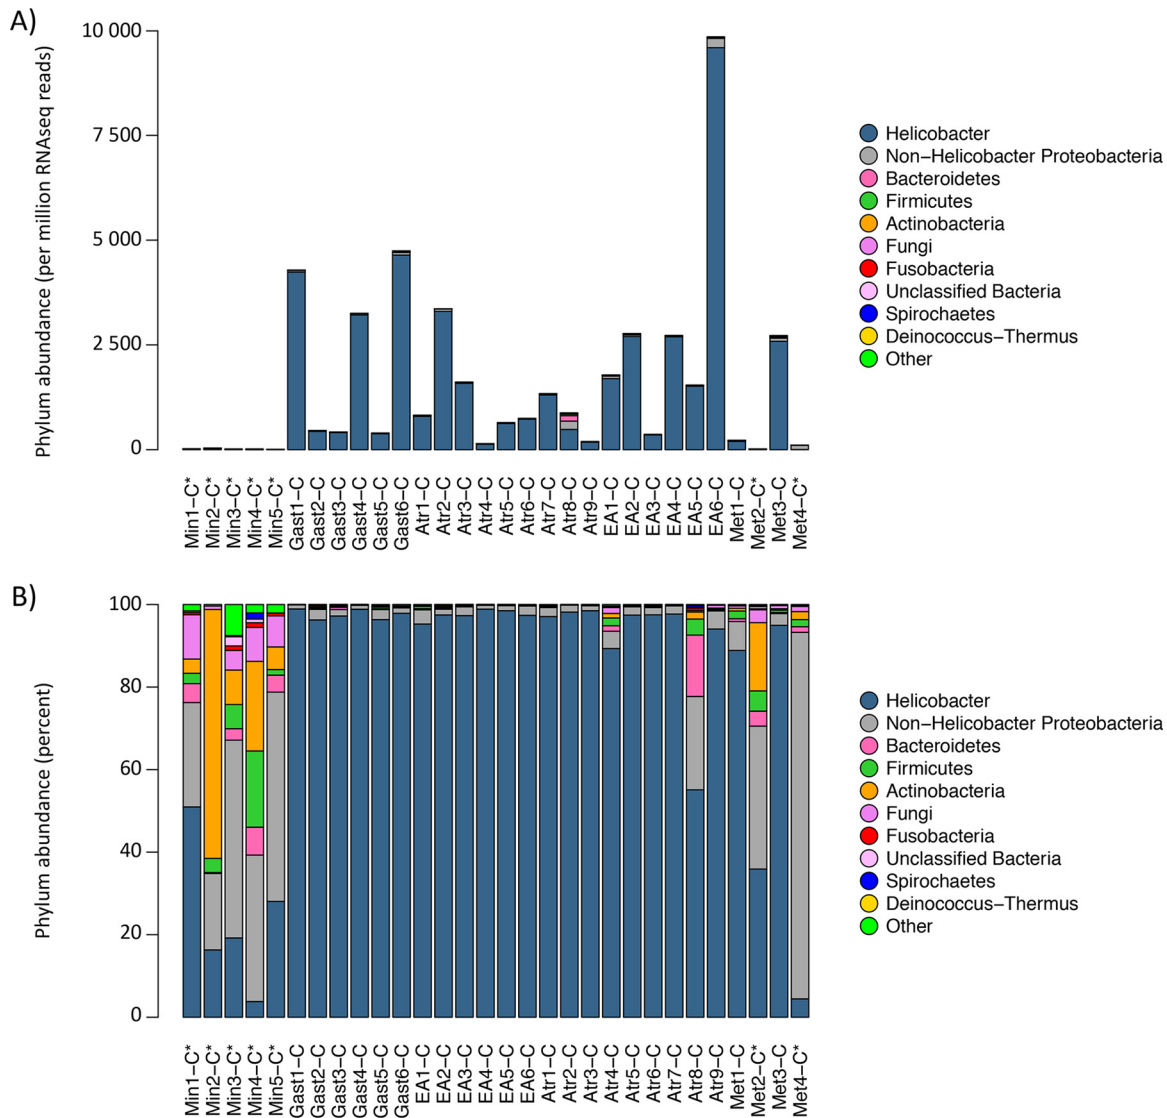 A)
Phylum abundance (per million RNAseq reads)
10 000
7 500
5 000
2 500
0
Min1−C*
Min2−C*
Min3−C*
Min4−C*
Min5−C*
Gast1−C
Gast2−C
Gast3−C
Gast4−C
Gast5−C
Gast6−C
Atr1−C
Atr2−C
Atr3−C
Atr4−C
Atr5−C
Atr6−C
Atr7−C
Atr8−C
Atr9−C
EA1−C
EA2−C
EA3−C
EA4−C
EA5−C
EA6−C
Met1−C
Met2−C*
Met3−C
Met4−C*
Helicobacter
Non−Helicobacter Proteobacteria
Bacteroidetes
Firmicutes
Actinobacteria
Fungi
Fusobacteria
Unclassified Bacteria
Spirochaetes
Deinococcus−Thermus
Other
B)
Phylum abundance (percent)
100
80
60
40
20
0
Min1−C*
Min2−C*
Min3−C*
Min4−C*
Min5−C*
Gast1−C
Gast2−C
Gast3−C
Gast4−C
Gast5−C
Gast6−C
EA1−C
EA2−C
EA3−C
EA4−C
EA5−C
EA6−C
Atr1−C
Atr2−C
Atr3−C
Atr4−C
Atr5−C
Atr6−C
Atr7−C
Atr8−C
Atr9−C
Met1−C
Met2−C*
Met3−C
Met4−C*
Helicobacter
Non−Helicobacter Proteobacteria
Bacteroidetes
Firmicutes
Actinobacteria
Fungi
Fusobacteria
Unclassified Bacteria
Spirochaetes
Deinococcus−Thermus
Other